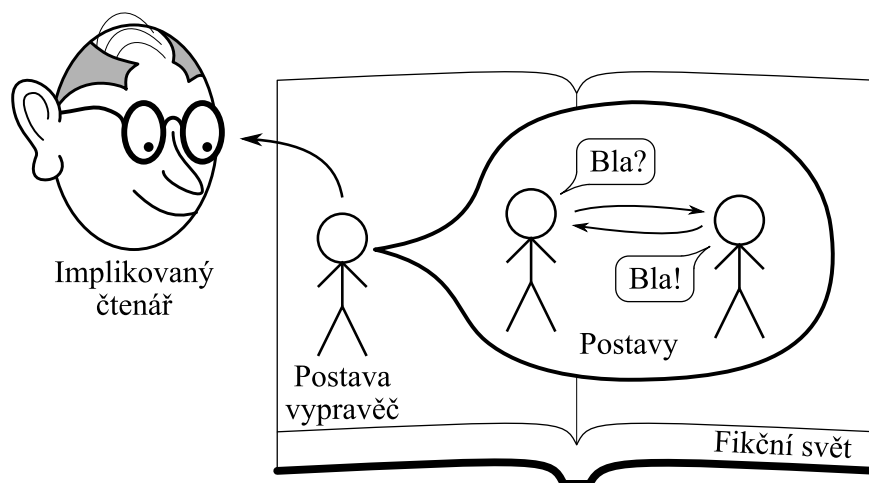 Implikovaný
čtenář
Postava
vypravěč
Bla?
Bla!
Postavy
Fikční svět